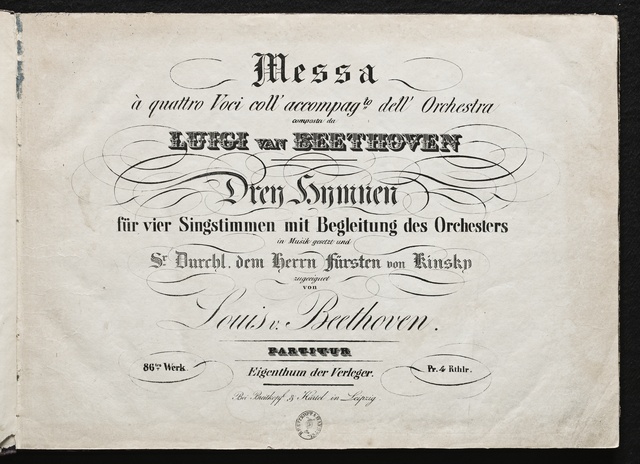 Messa
à quattro Voci coll' accompagto dell' Orchestra
composta da
LUIGI VAN BEETHOVEN
Drey Hymnen
für vier Singstimmen mit Begleitung des Orchesters
in Musik gesetzt und
Sr Durchl. dem Herrn Fürsten von Kinsky
zugeeignet
von
Louis v. Beethoven.
PARTITUR
86tes Werk.
Eigenthum der Verleger.
Pr. 4 Rthlr.
Bei Breitkopf & Härtel in Leipzig